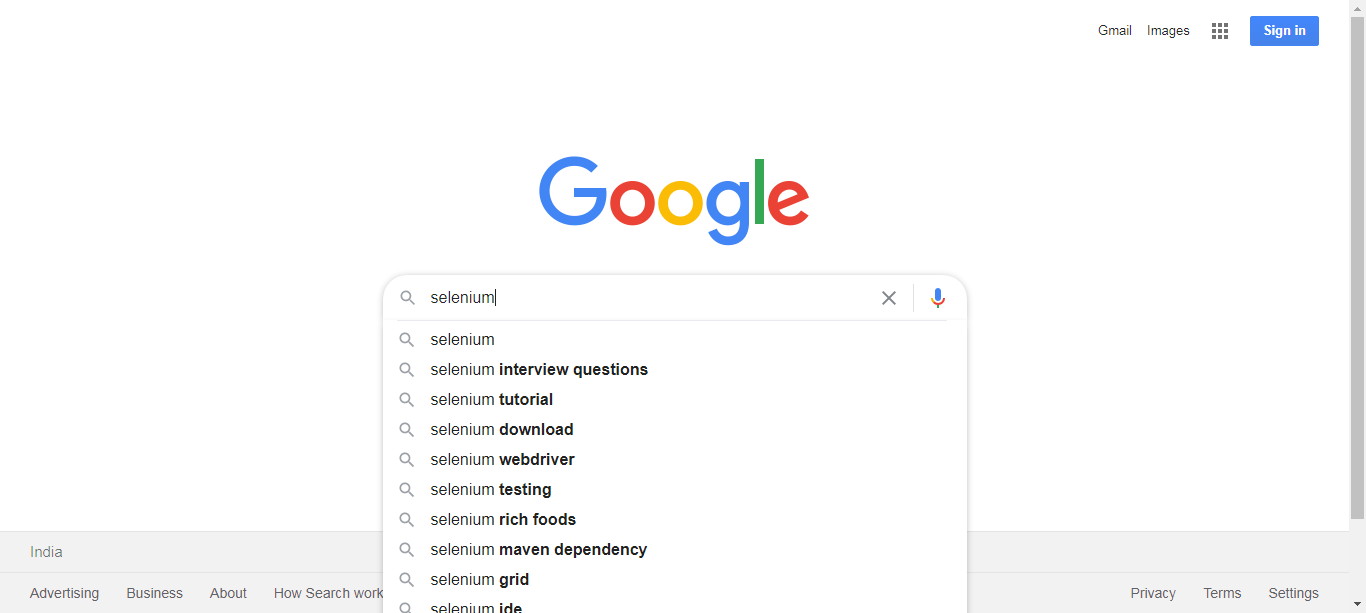 Gmail Images Sign in
Google
selenium
selenium
selenium interview questions
selenium tutorial
selenium download
selenium webdriver
selenium testing
selenium rich foods
selenium maven dependency
selenium grid
selenium ide
India
Advertising Business About How Search work
Privacy Terms Settings